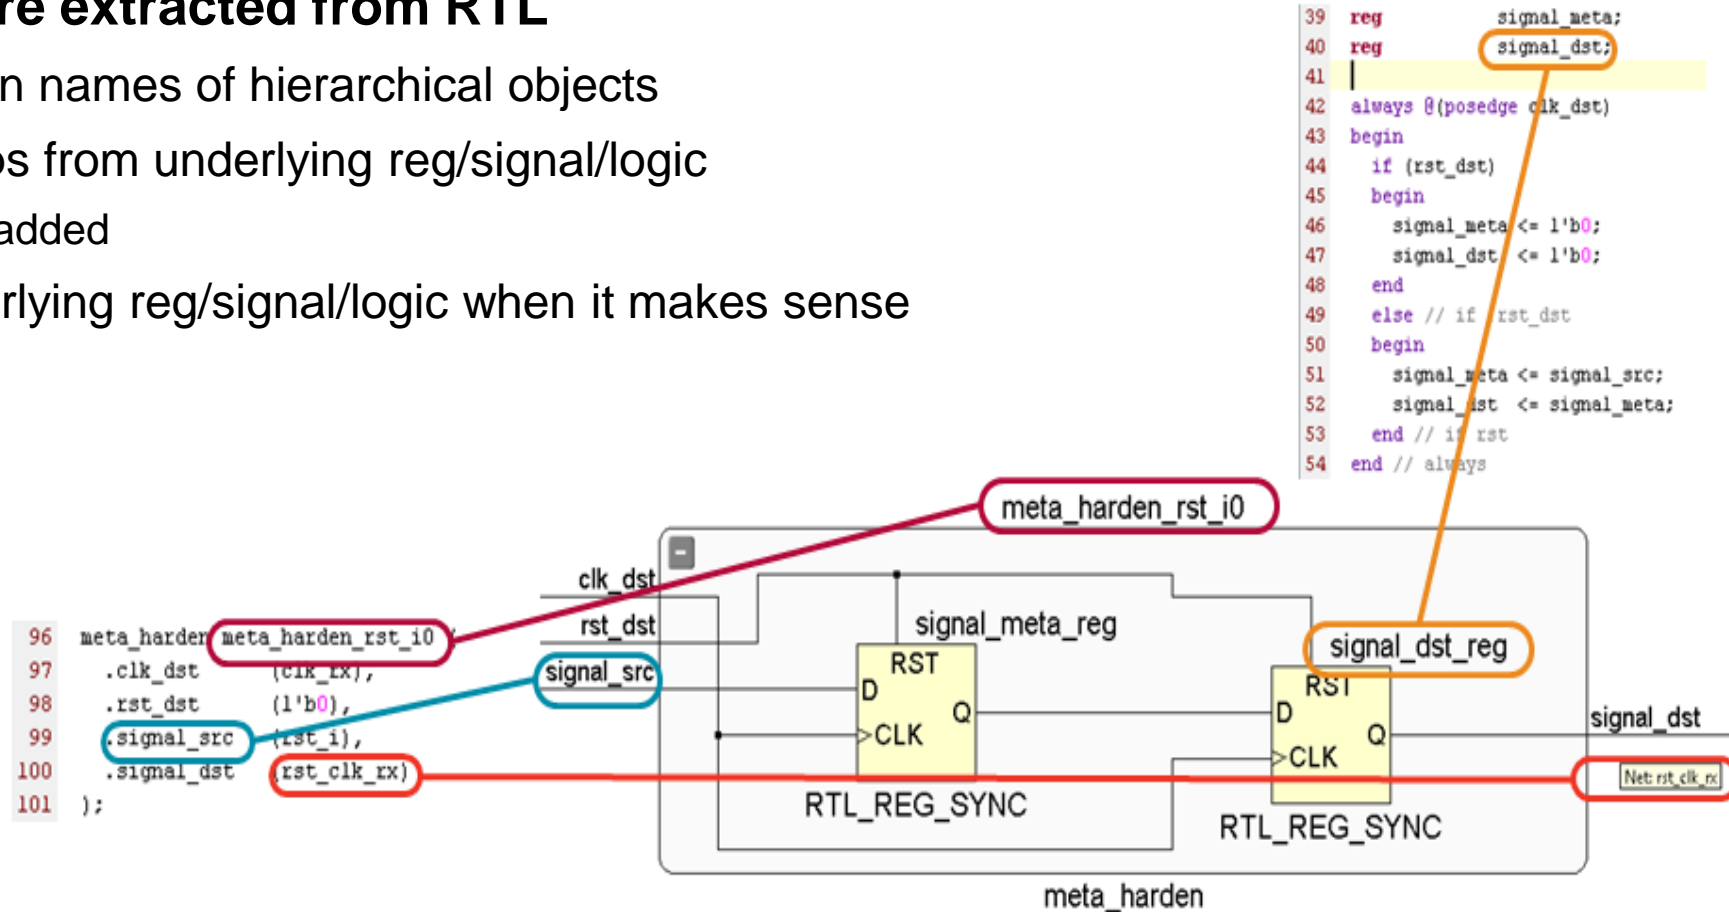 re extracted from RTL
n names of hierarchical objects
os from underlying reg/signal/logic
added
rlying reg/signal/logic when it makes sense
39 reg signal_meta;
40 reg signal_dst;
41
42 always @(posedge clk_dst)
43 begin
44 if (rst_dst)
45 begin
46 signal_meta <= 1'b0;
47 signal_dst <= 1'b0;
48 end
49 else // if rst_dst
50 begin
51 signal_meta <= signal_src;
52 signal_dst <= signal_meta;
53 end // if rst
54 end // always
meta_harden_rst_i0
clk_dst
rst_dst
signal_src
signal_meta_reg
RST
D
Q
>CLK
RTL_REG_SYNC
signal_dst_reg
RST
D
Q
>CLK
RTL_REG_SYNC
signal_dst
Net: rst_clk_rx
meta_harden
96 meta_harden meta_harden_rst_i0
97 .clk_dst (clk_rx),
98 .rst_dst (1'b0),
99 .signal_src (rst_i),
100 .signal_dst (rst_clk_rx)
101 );